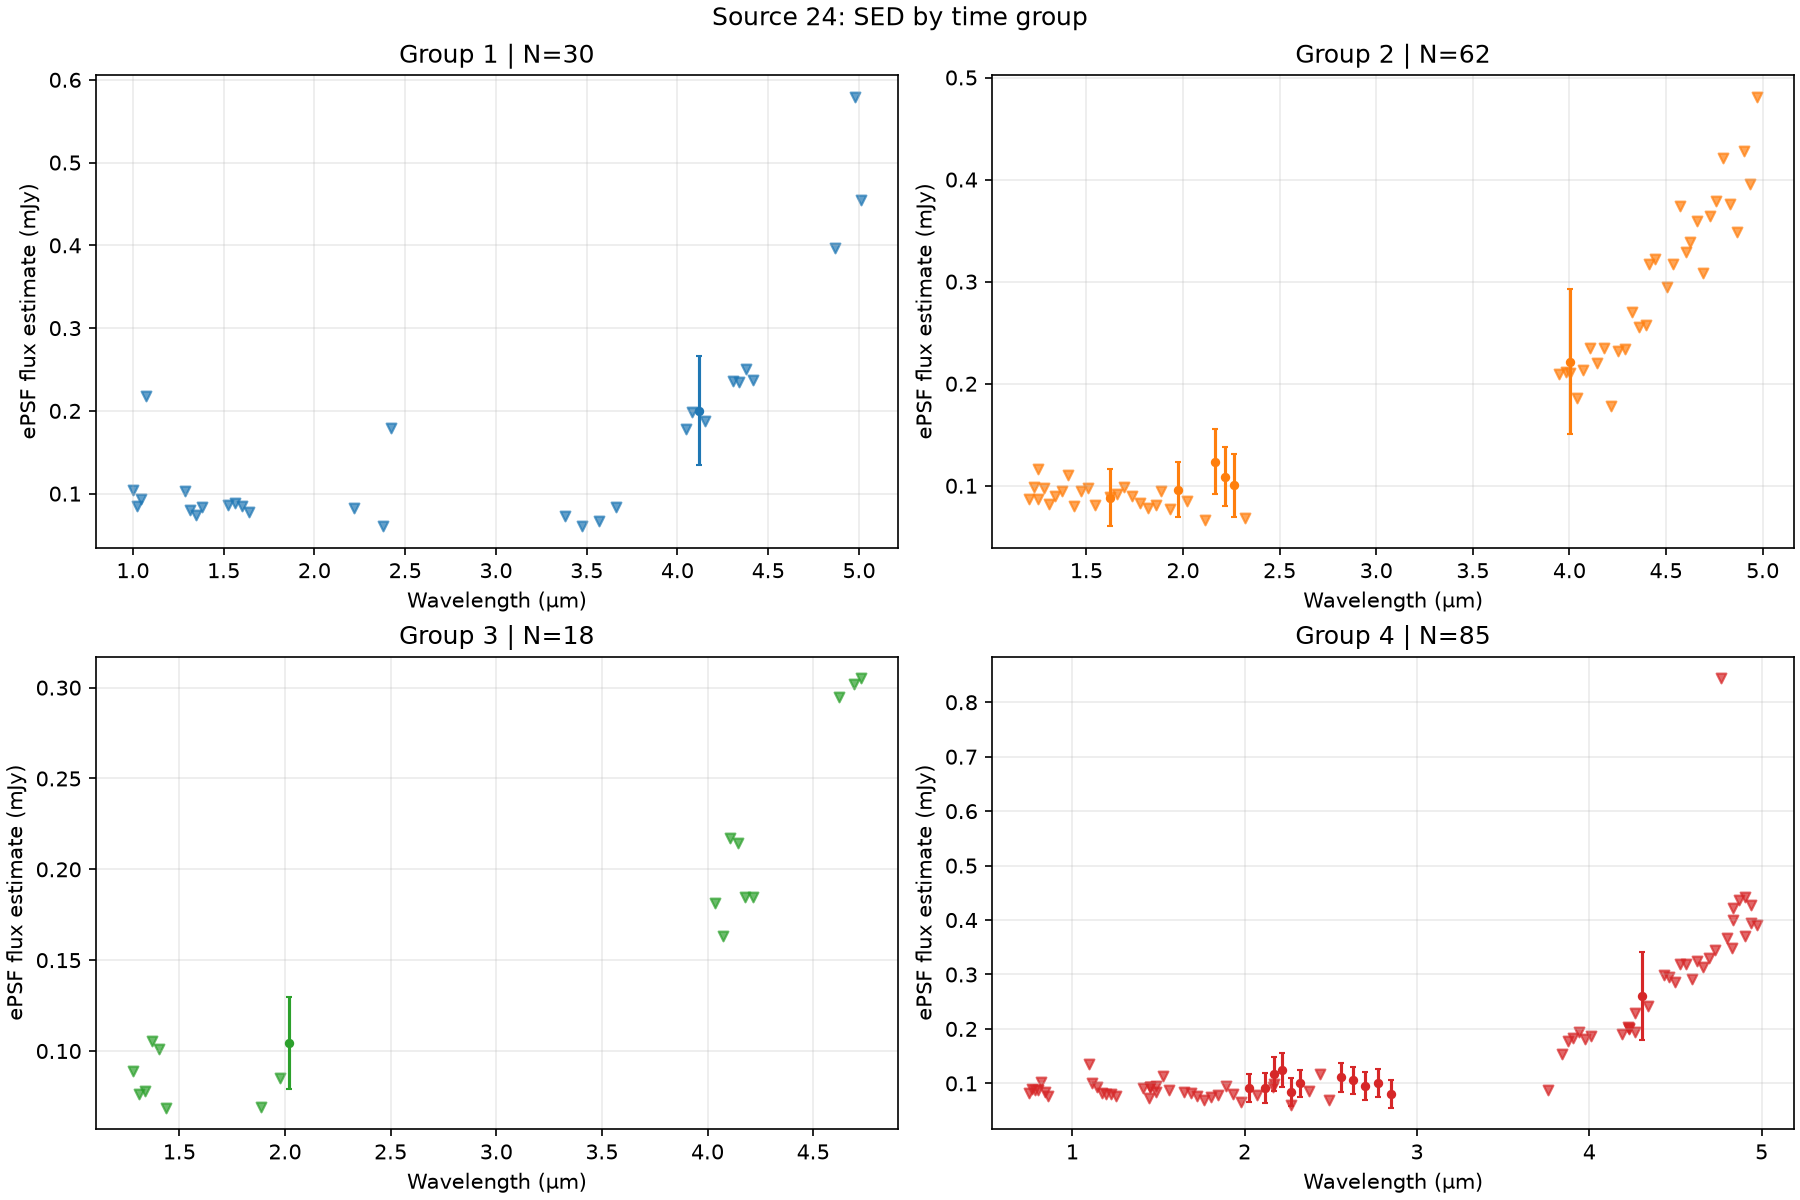 Source 24: SED by time group
Group 1 | N=30
ePSF flux estimate (mJy)
0.6
0.5
0.4
0.3
0.2
0.1
1.0 1.5 2.0 2.5 3.0 3.5 4.0 4.5 5.0
Wavelength (µm)
Group 2 | N=62
ePSF flux estimate (mJy)
0.5
0.4
0.3
0.2
0.1
1.5 2.0 2.5 3.0 3.5 4.0 4.5 5.0
Wavelength (µm)
Group 3 | N=18
ePSF flux estimate (mJy)
0.30
0.25
0.20
0.15
0.10
1.5 2.0 2.5 3.0 3.5 4.0 4.5
Wavelength (µm)
Group 4 | N=85
ePSF flux estimate (mJy)
0.8
0.7
0.6
0.5
0.4
0.3
0.2
0.1
1 2 3 4 5
Wavelength (µm)